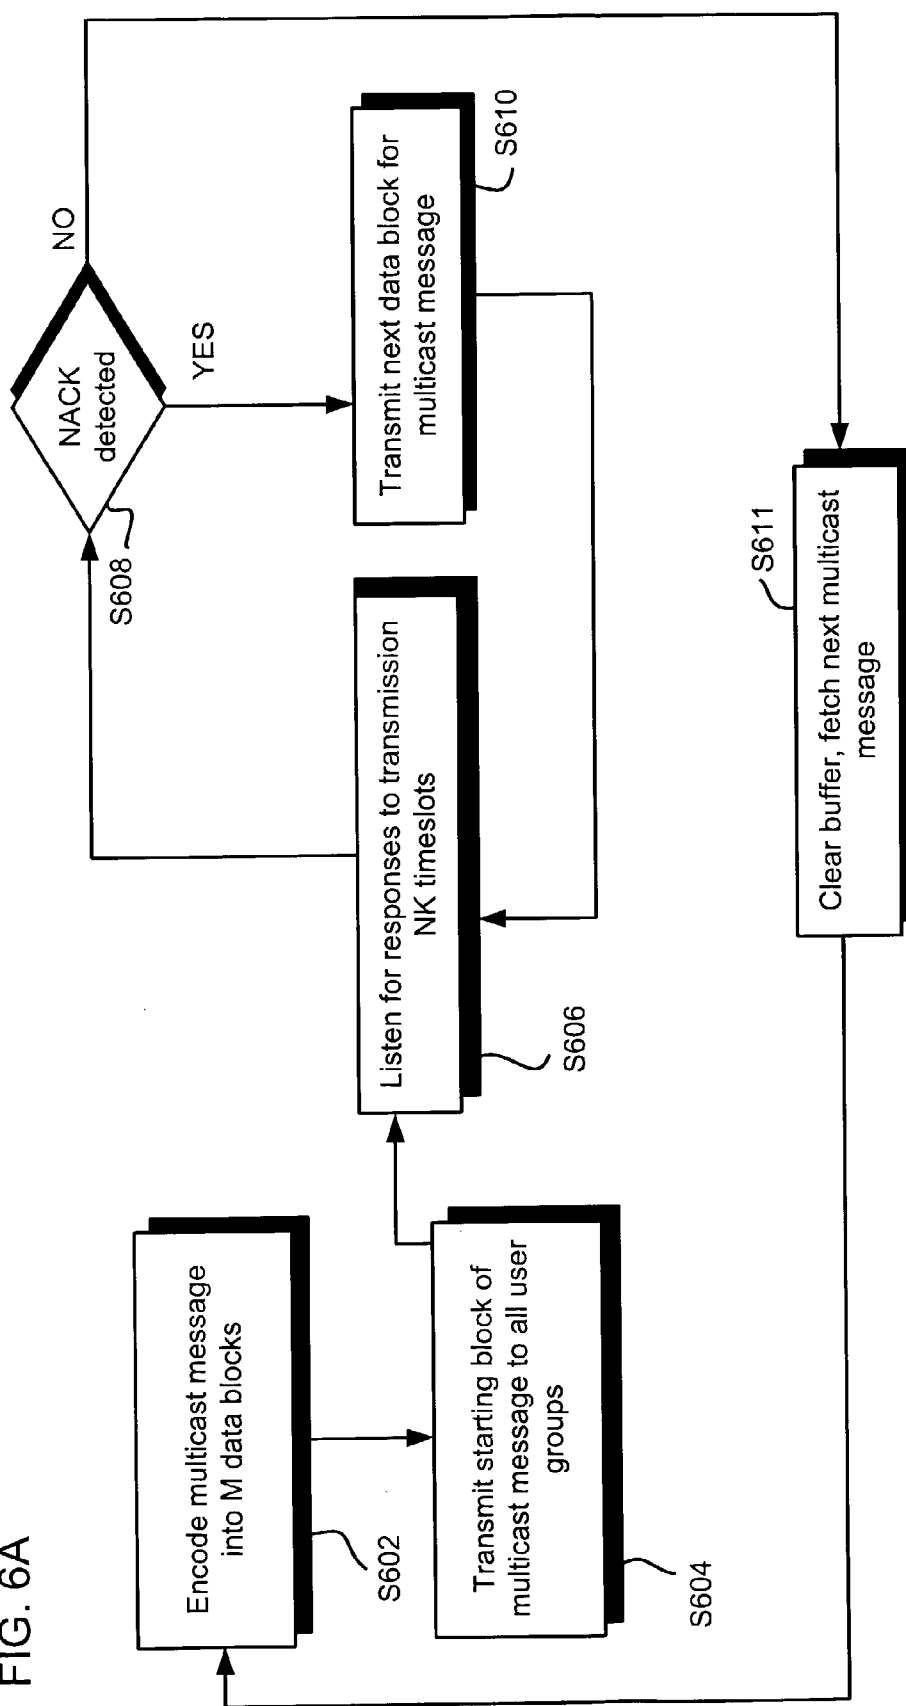 FIG. 6A
Encode multicast message
into M data blocks
S602
Transmit starting block of
multicast message to all user
groups
S604
Listen for responses to transmission
NK timeslots
S606
NACK
detected
S608
NO
YES
Transmit next data block for
multicast message
S610
Clear buffer, fetch next multicast
message
S611